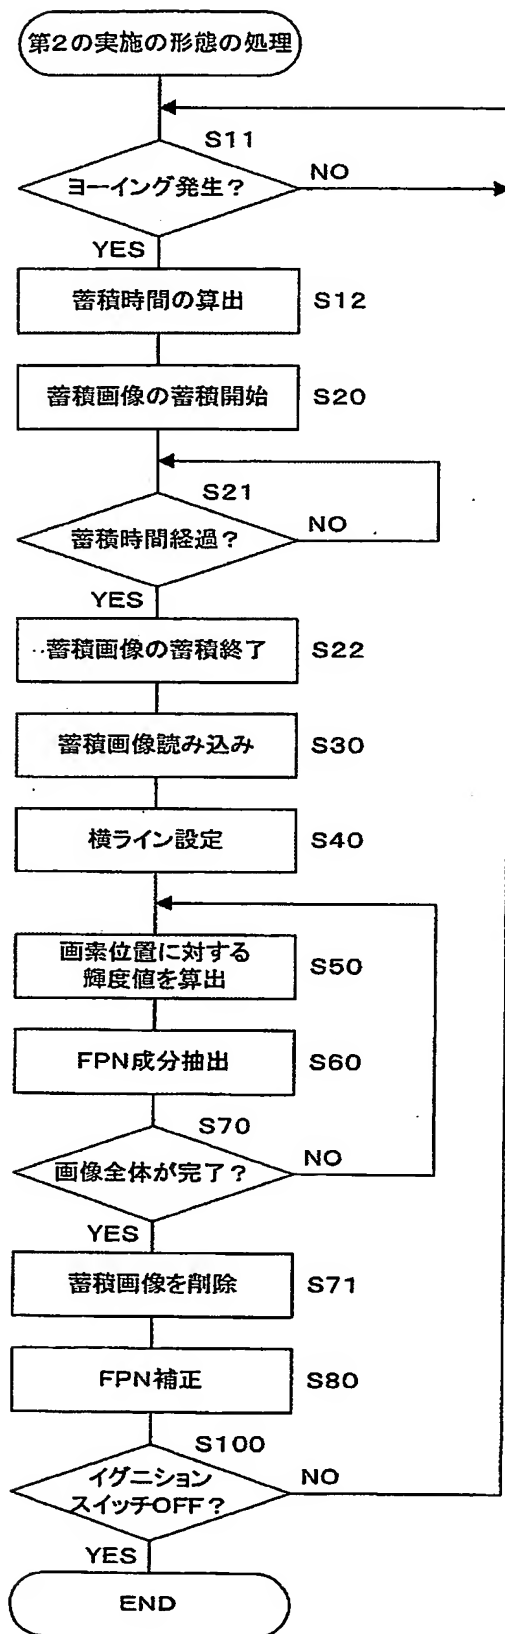 第2の実施の形態の処理
S11
ヨーイング発生?
NO
YES
蓄積時間の算出
S12
蓄積画像の蓄積開始
S20
S21
蓄積時間経過?
NO
YES
蓄積画像の蓄積終了
S22
蓄積画像読み込み
S30
横ライン設定
S40
画素位置に対する
輝度値を算出
S50
FPN成分抽出
S60
S70
画像全体が完了?
NO
YES
蓄積画像を削除
S71
FPN補正
S80
S100
イグニション
スイッチOFF?
NO
YES
END